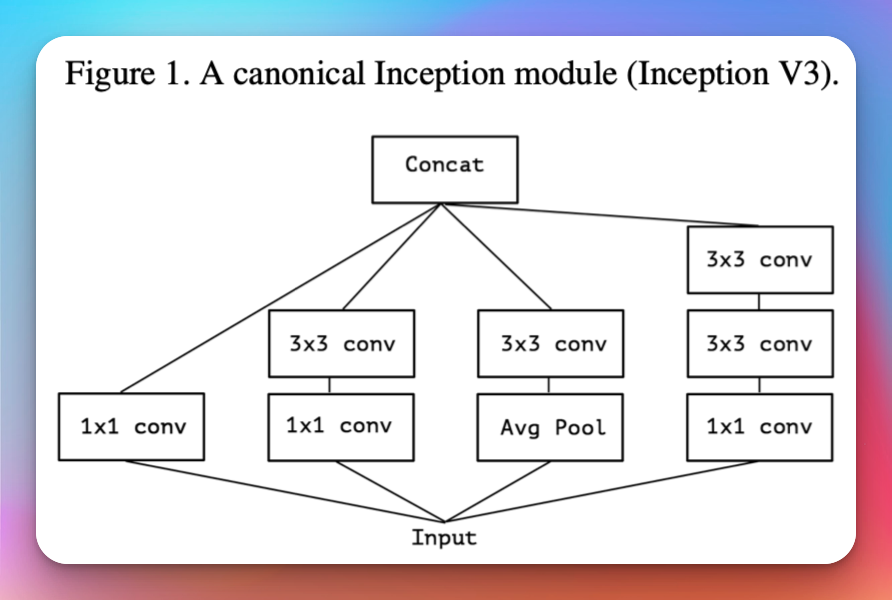 Figure 1. A canonical Inception module (Inception V3).
Concat
3x3 conv
3x3 conv
3x3 conv
3x3 conv
1x1 conv
1x1 conv
Avg Pool
1x1 conv
Input